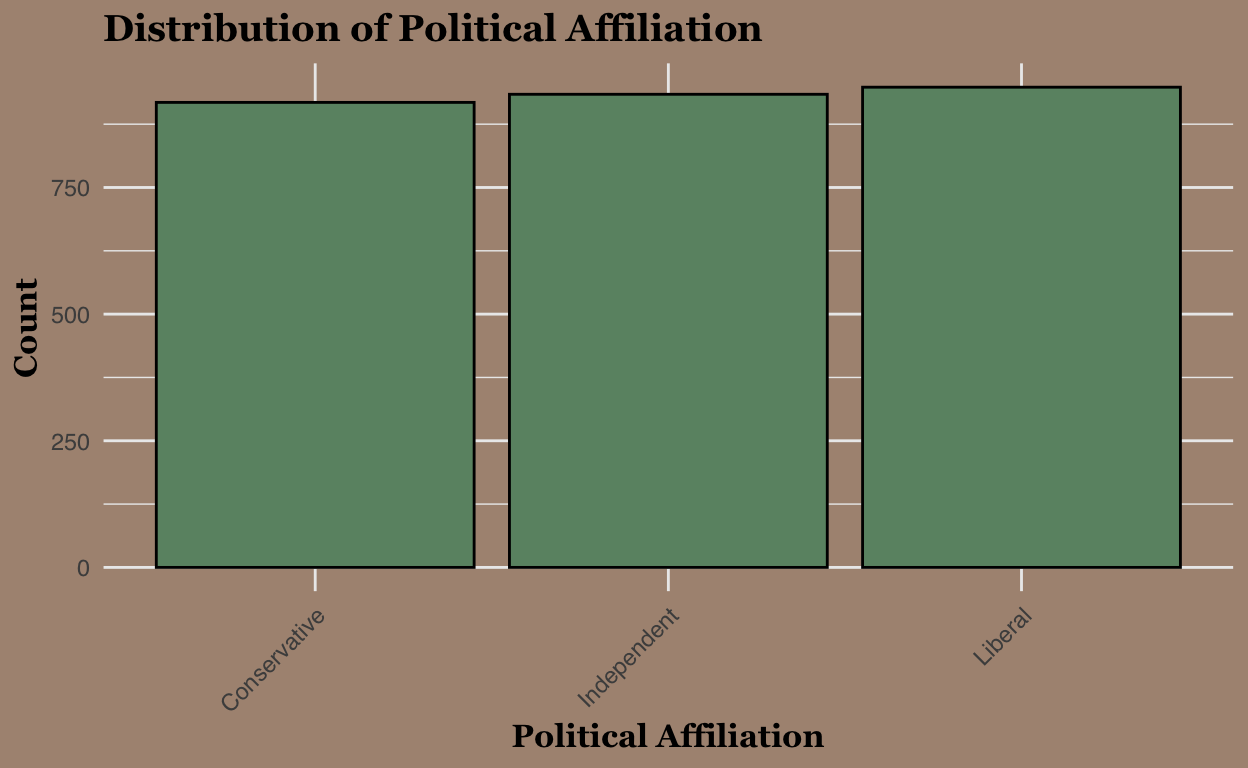 Distribution of Political Affiliation
Count
750
500
250
0
Conservative
Independent
Liberal
Political Affiliation